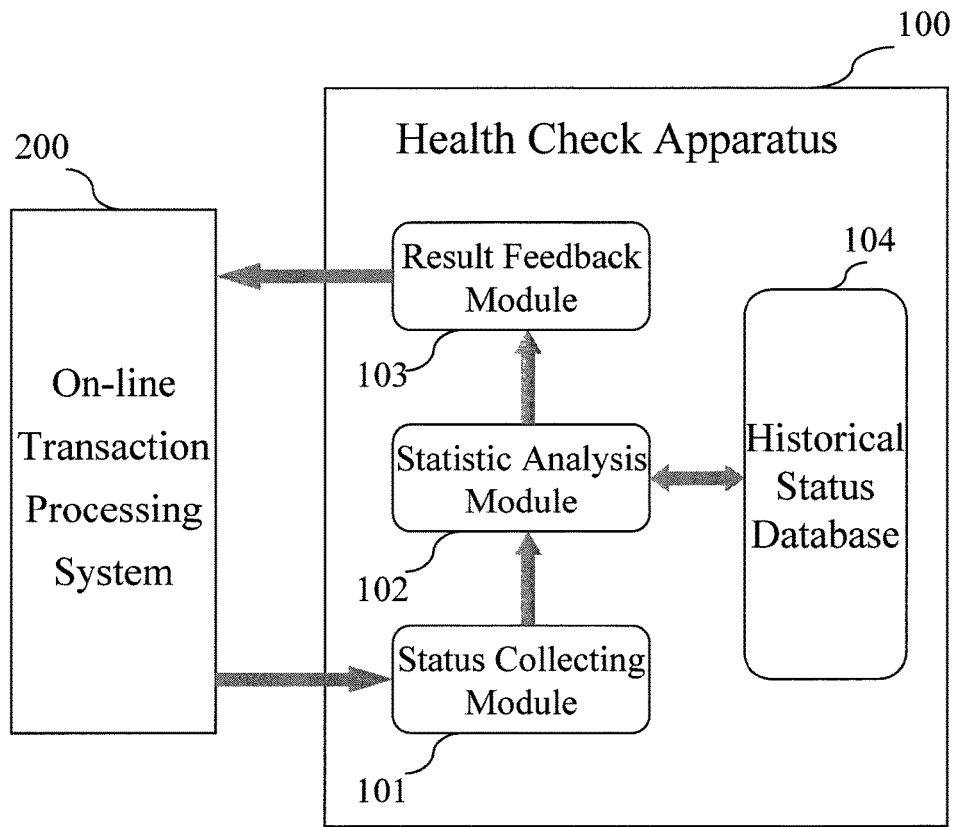 100
200
Health Check Apparatus
104
Result Feedback
Module
103
On-line
Transaction
Processing
System
Statistic Analysis
Module
102
Historical
Status
Database
Status Collecting
Module
101